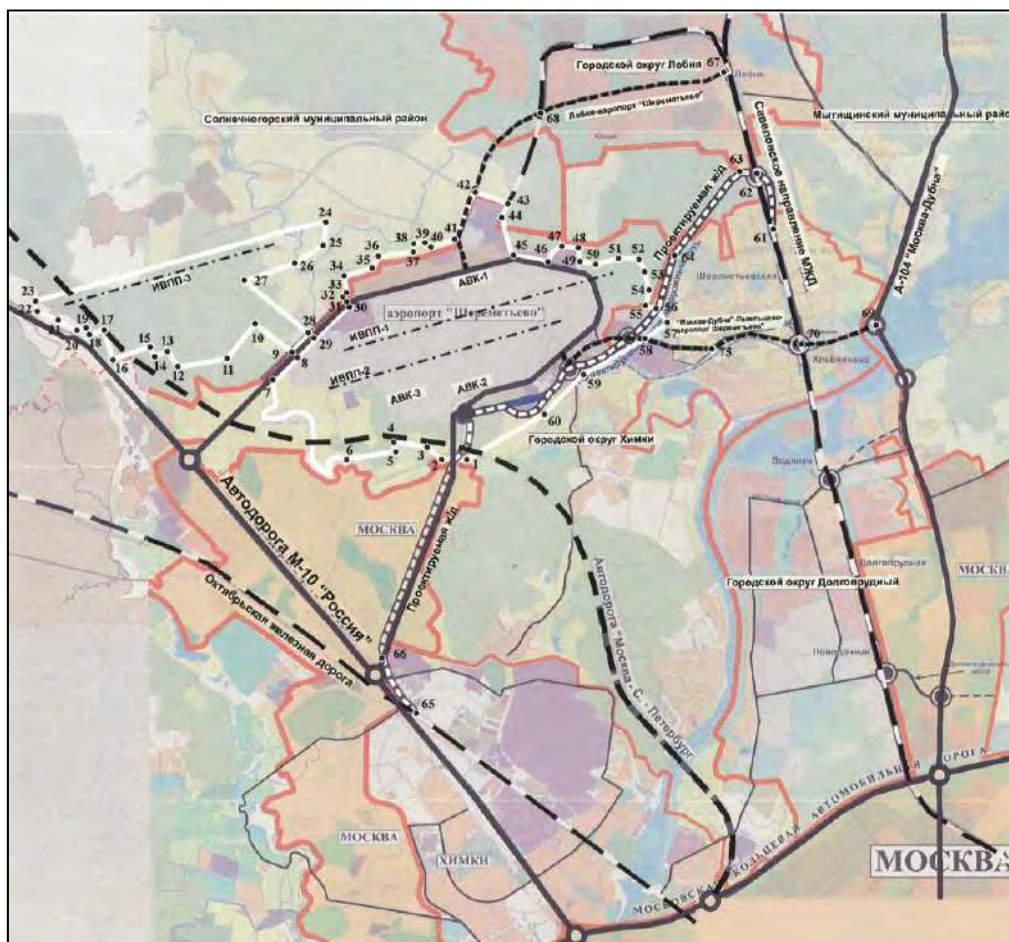 Городской округ Лобня
67
Лобня
Лобня-аэропорт "Шереметьево"
68
Солнечногорский муниципальный район
Мытищинский муниципальный район
Савеловское направление МЖД
А-104 "Москва-Дубна"
63
62
61
64
Проектируемая ж/д
42
43
44
41
24
25
26
27
38
39
40
37
36
35
34
33
32
31
30
45
46
47
48
49
50
51
52
53
54
55
56
57
58
59
60
АВК-1
аэропорт "Шереметьево"
Шереметьевский
ИВПП-3
ИВПП-1
ИВПП-2
АВК-2
АВК-3
23
22
21
20
19
18
17
16
15
14
13
12
11
10
9
8
7
28
29
75
76
69
Хлебниково
4
5
6
3
2
1
Городской округ Химки
Водники
МОСКВА
Автодорога М-10 "Россия"
Проектируемая ж/д
Октябрьская железная дорога
Автодорога "Москва - С. - Петербург"
Долгопрудная
Городской округ Долгопрудный
МОСКВА
Новодачная
66
65
МОСКВА
ХИМКИ
МОСКОВСКАЯ КОЛЬЦЕВАЯ АВТОМОБИЛЬНАЯ ДОРОГА
МОСКВА